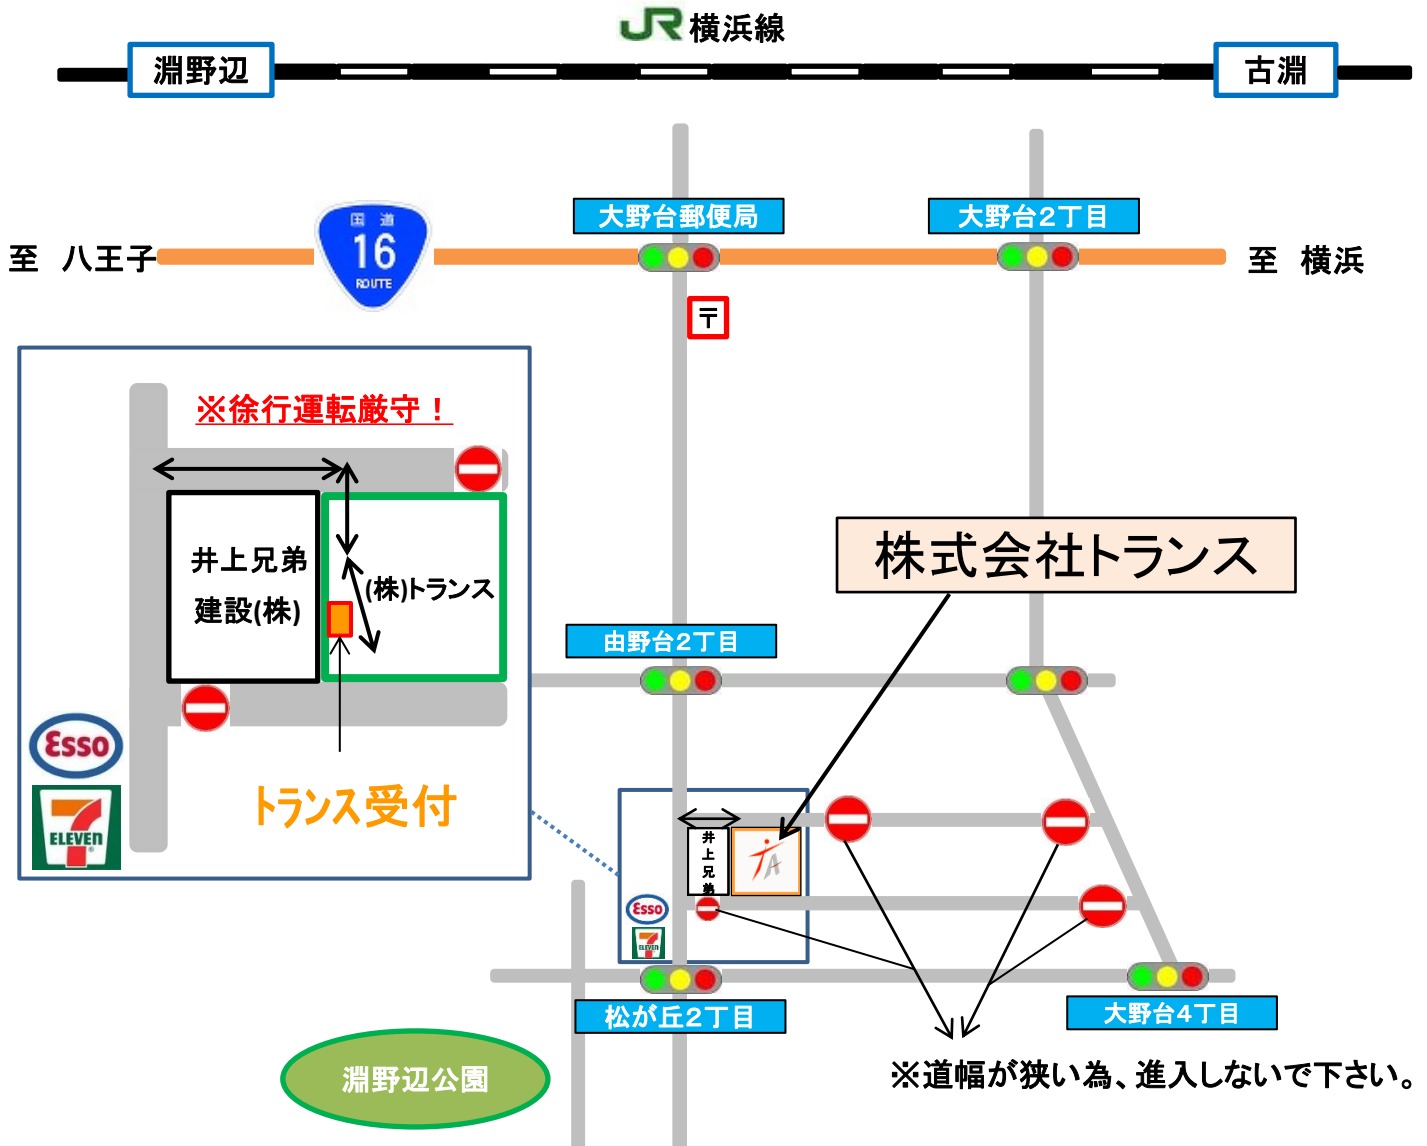 JR横浜線
淵野辺
古淵
国道
16
ROUTE
大野台郵便局
大野台2丁目
至 八王子
至 横浜
〒
※徐行運転厳守！
井上兄弟
建設(株)
(株)トランス
株式会社トランス
由野台2丁目
Esso
7
ELEVEN
トランス受付
井上兄弟
TA
Esso
7
ELEVEN
松が丘2丁目
大野台4丁目
淵野辺公園
※道幅が狭い為、進入しないで下さい。